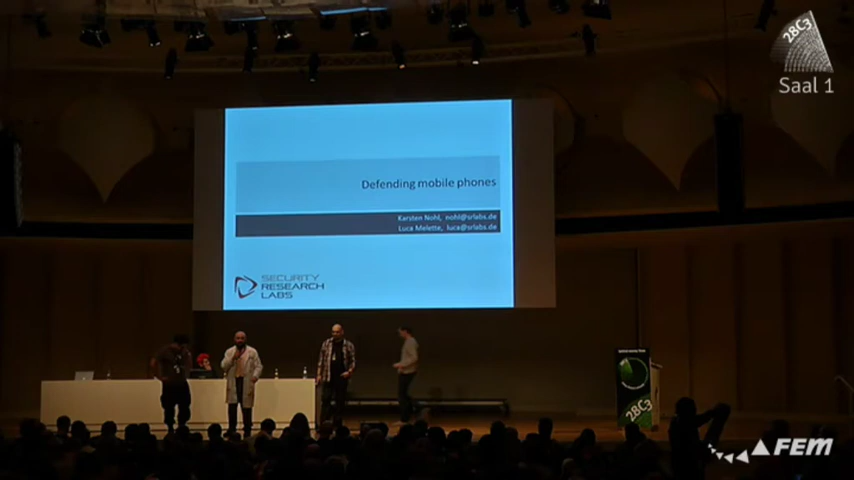 28C3
Saal 1
Defending mobile phones
Karsten Nohl, nohl@srlabs.de
Luca Melette, luca@srlabs.de
SECURITY
RESEARCH
LABS
28C3
FEM